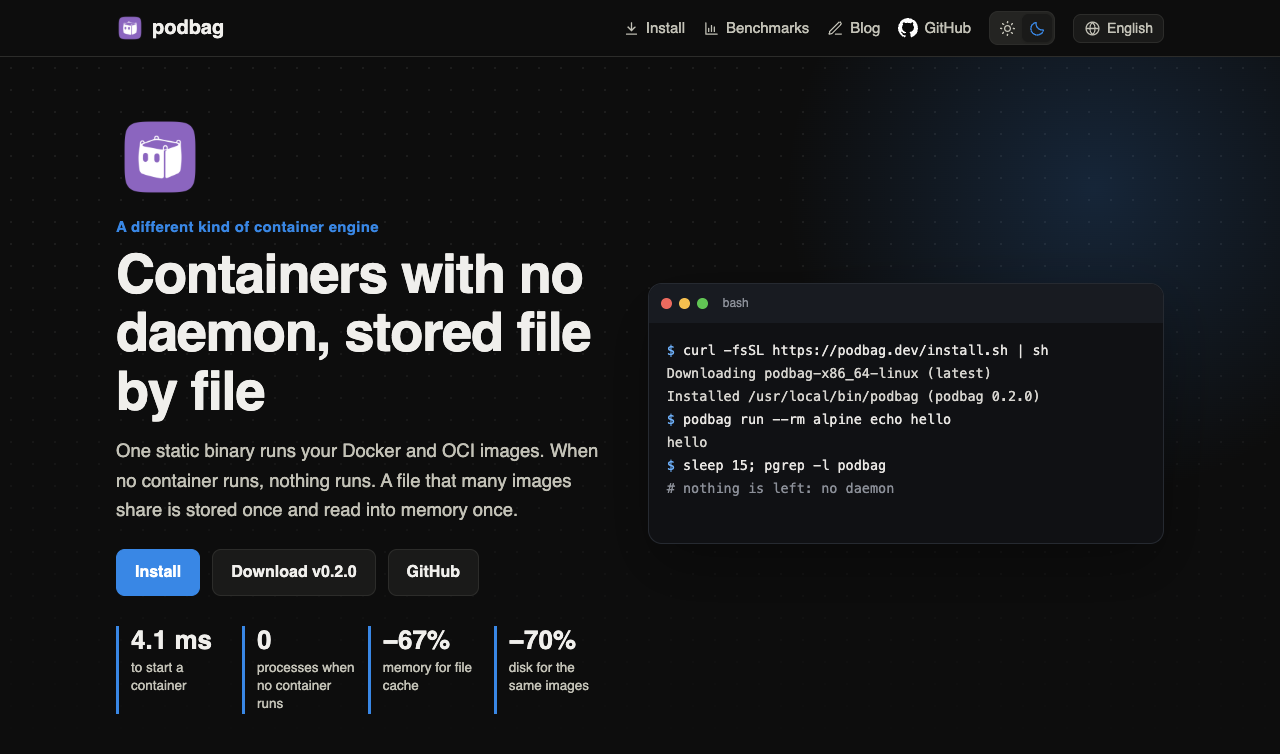 podbag
Install
Benchmarks
Blog
GitHub
English
A different kind of container engine
Containers with no
daemon, stored file
by file
One static binary runs your Docker and OCI images. When
no container runs, nothing runs. A file that many images
share is stored once and read into memory once.
Install
Download v0.2.0
GitHub
4.1 ms
to start a
container
0
processes when
no container
runs
−67%
memory for file
cache
−70%
disk for the
same images
bash
$ curl -fsSL https://podbag.dev/install.sh | sh
Downloading podbag-x86_64-linux (latest)
Installed /usr/local/bin/podbag (podbag 0.2.0)
$ podbag run --rm alpine echo hello
hello
$ sleep 15; pgrep -l podbag
# nothing is left: no daemon